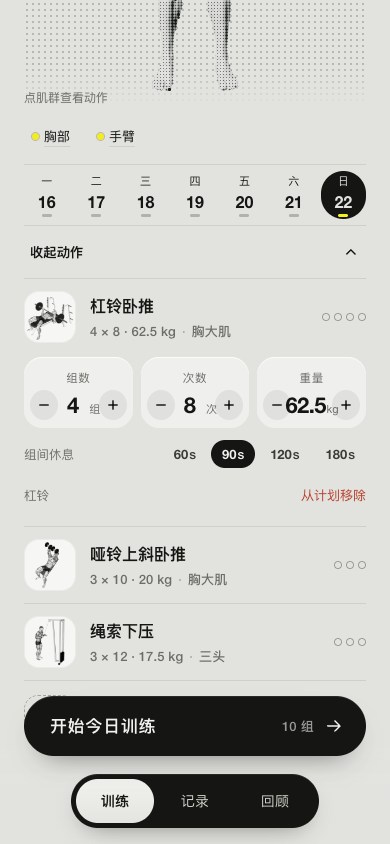 点肌群查看动作
胸部 手臂
一 二 三 四 五 六 日
16 17 18 19 20 21 22
收起动作
杠铃卧推
4 × 8 · 62.5 kg · 胸大肌
组数 次数 重量
− 4 组 + − 8 次 + − 62.5 kg +
组间休息 60s 90s 120s 180s
杠铃 从计划移除
哑铃上斜卧推
3 × 10 · 20 kg · 胸大肌
绳索下压
3 × 12 · 17.5 kg · 三头
开始今日训练 10 组 →
训练 记录 回顾